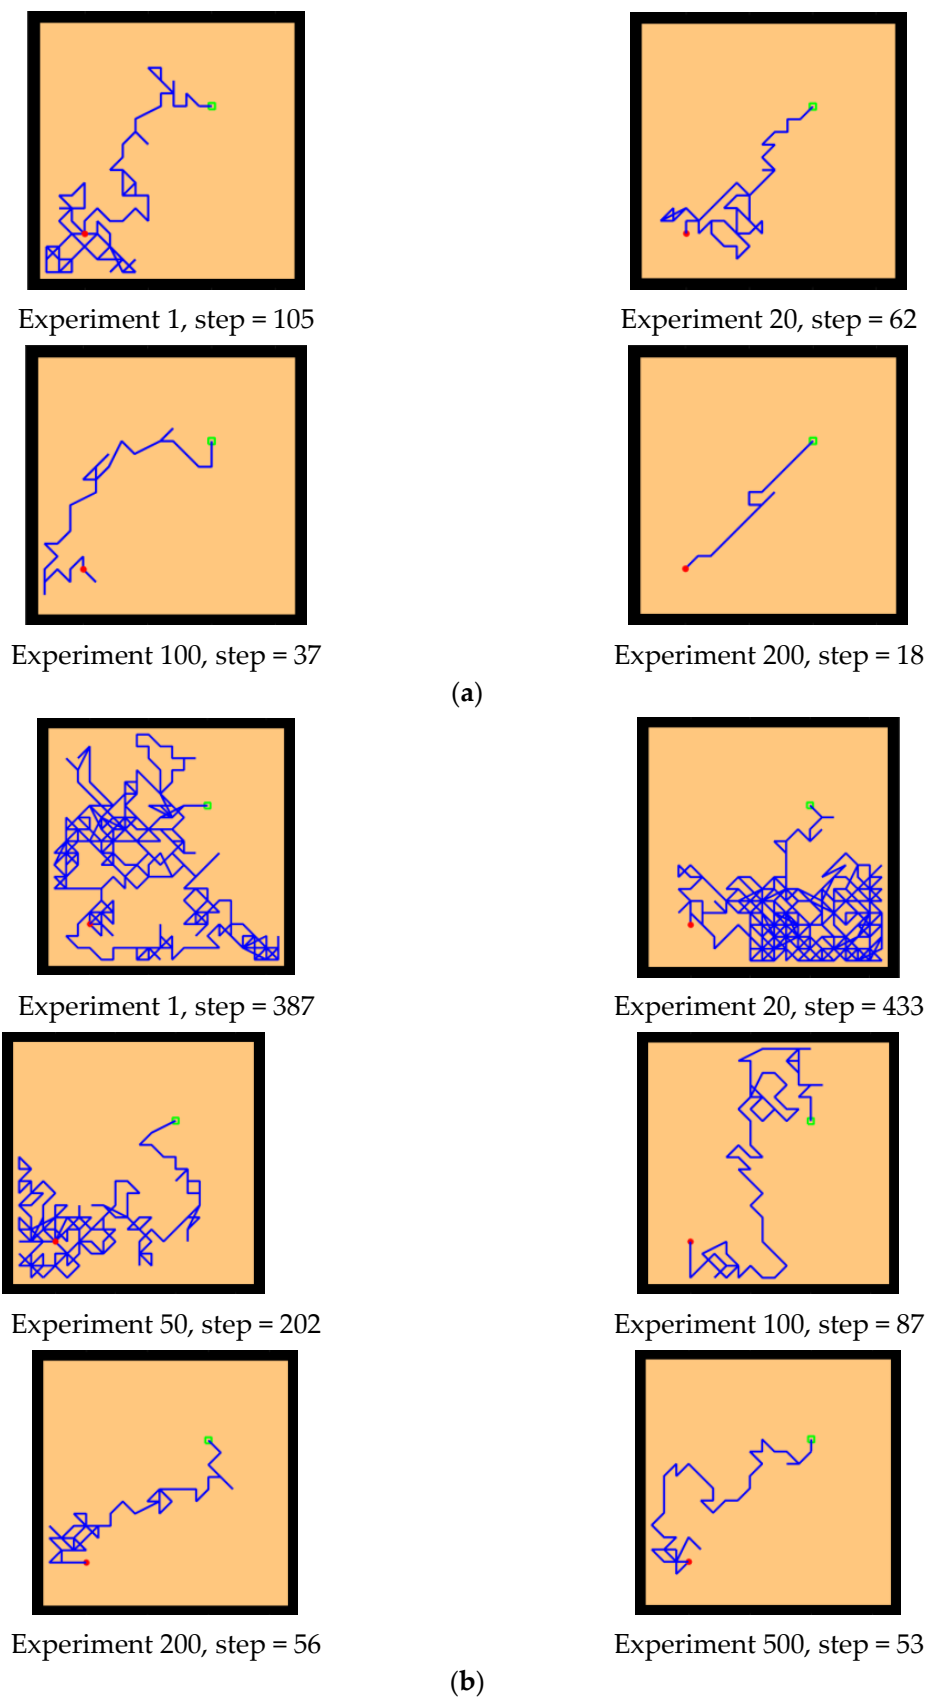 Experiment 1, step = 105
Experiment 20, step = 62
Experiment 100, step = 37
Experiment 200, step = 18
(a)
Experiment 1, step = 387
Experiment 20, step = 433
Experiment 50, step = 202
Experiment 100, step = 87
Experiment 200, step = 56
Experiment 500, step = 53
(b)